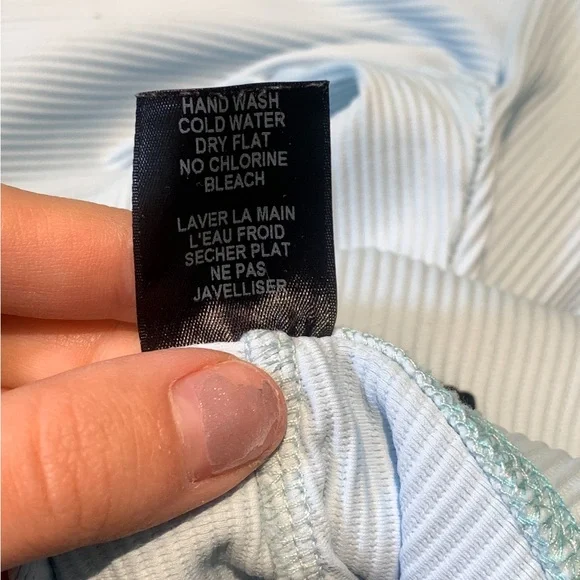 HAND WASH
COLD WATER
DRY FLAT
NO CHLORINE
BLEACH
LAVER LA MAIN
L'EAU FROID
SECHER PLAT
NE PAS
JAVELLISER